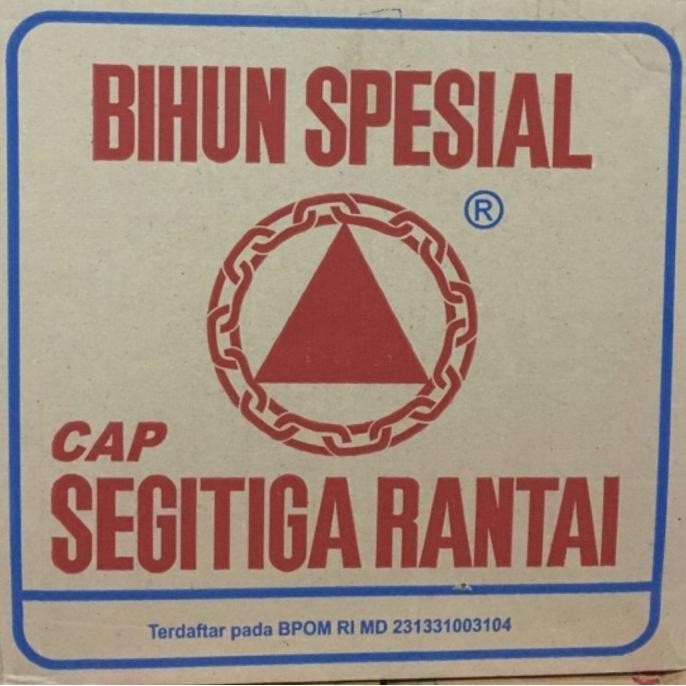 BIHUN SPESIAL
®
CAP
SEGITIGA RANTAI
Terdaftar pada BPOM RI MD 231331003104